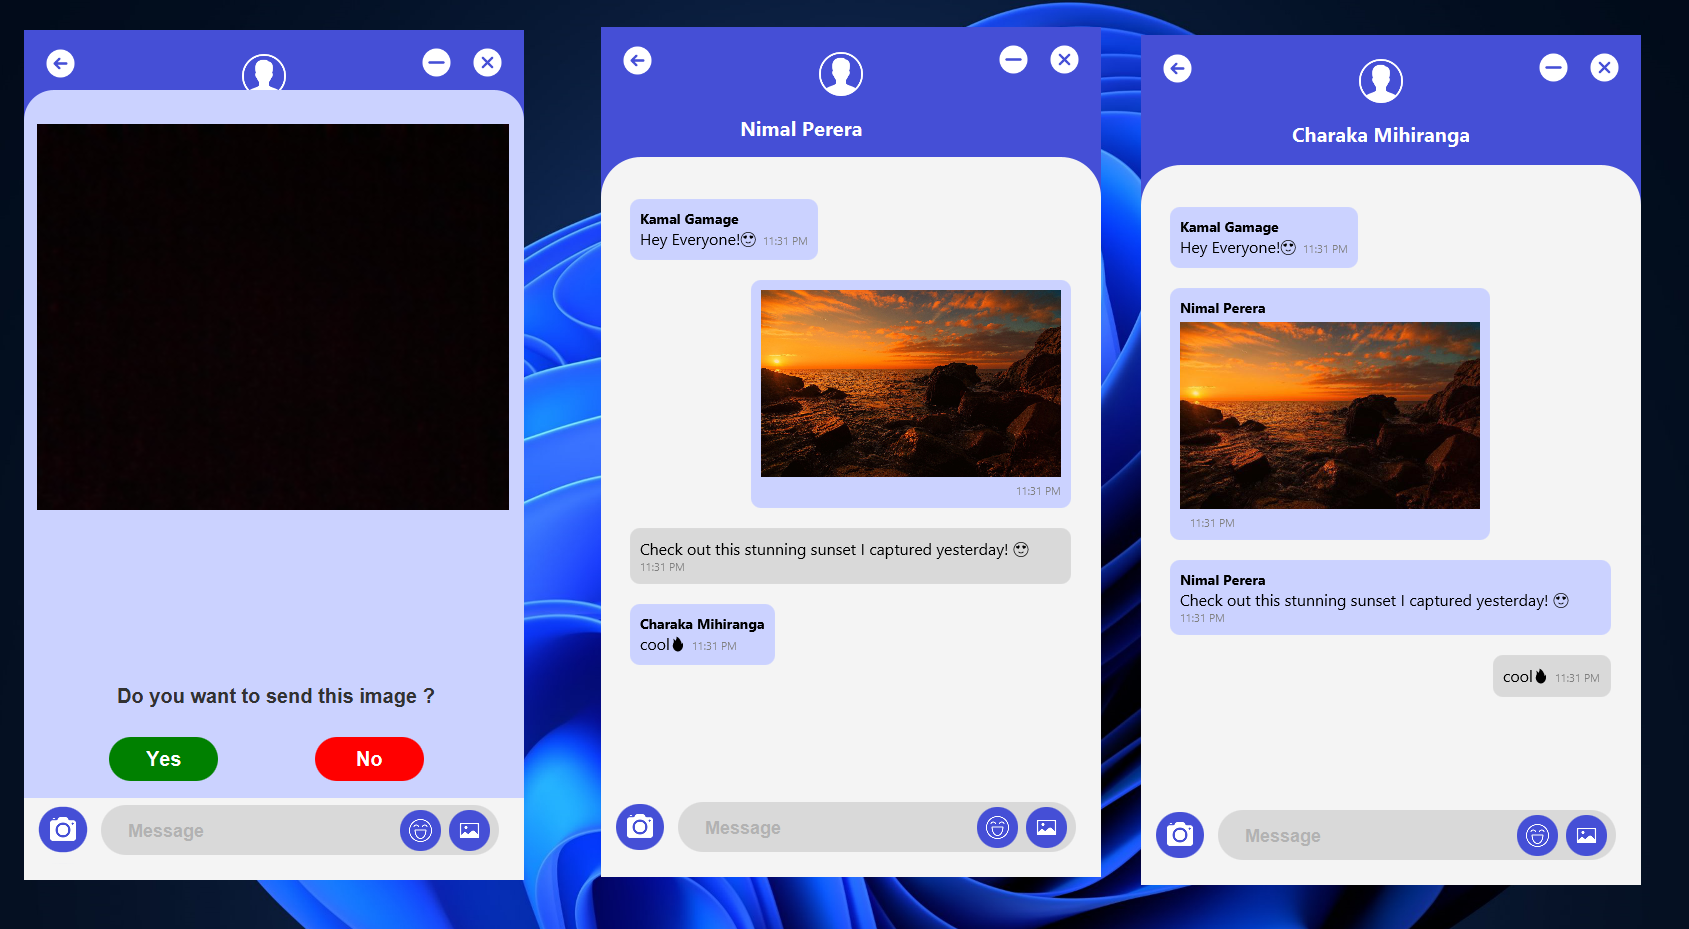 Do you want to send this image ?
Yes
No
Message
Nimal Perera
Kamal Gamage
Hey Everyone!😍 11:31 PM
11:31 PM
Check out this stunning sunset I captured yesterday! 😍
11:31 PM
Charaka Mihiranga
cool🔥 11:31 PM
Message
Charaka Mihiranga
Kamal Gamage
Hey Everyone!😍 11:31 PM
Nimal Perera
11:31 PM
Nimal Perera
Check out this stunning sunset I captured yesterday! 😍
11:31 PM
cool🔥 11:31 PM
Message